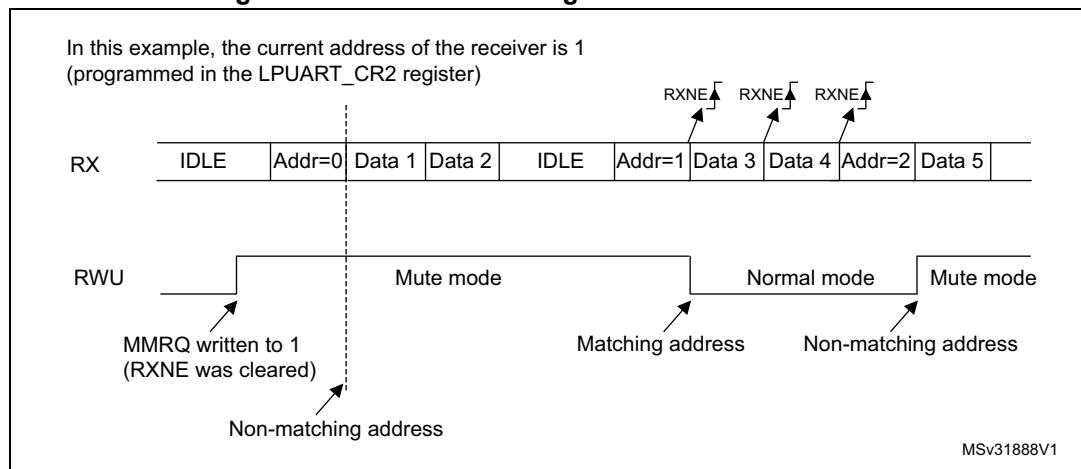 In this example, the current address of the receiver is 1
(programmed in the LPUART_CR2 register)
RXNE RXNE RXNE
RX IDLE Addr=0 Data 1 Data 2 IDLE Addr=1 Data 3 Data 4 Addr=2 Data 5
RWU Mute mode Normal mode Mute mode
MMRQ written to 1 Matching address Non-matching address
(RXNE was cleared)
Non-matching address
MSv31888V1